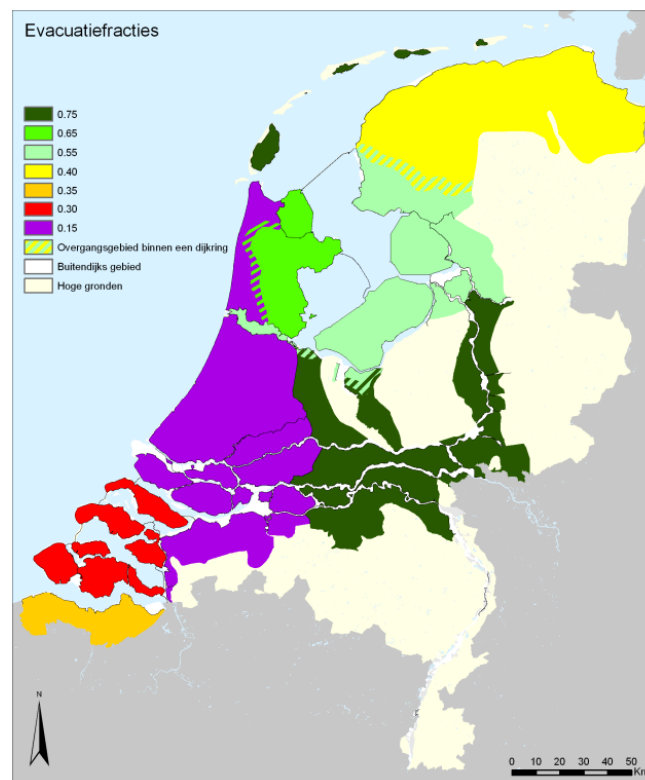 Evacuatiefracties
0.75
0.65
0.55
0.40
0.35
0.30
0.15
Overgangsgebied binnen een dijkring
Buitendijks gebied
Hoge gronden
N
0 10 20 30 40 50
Km